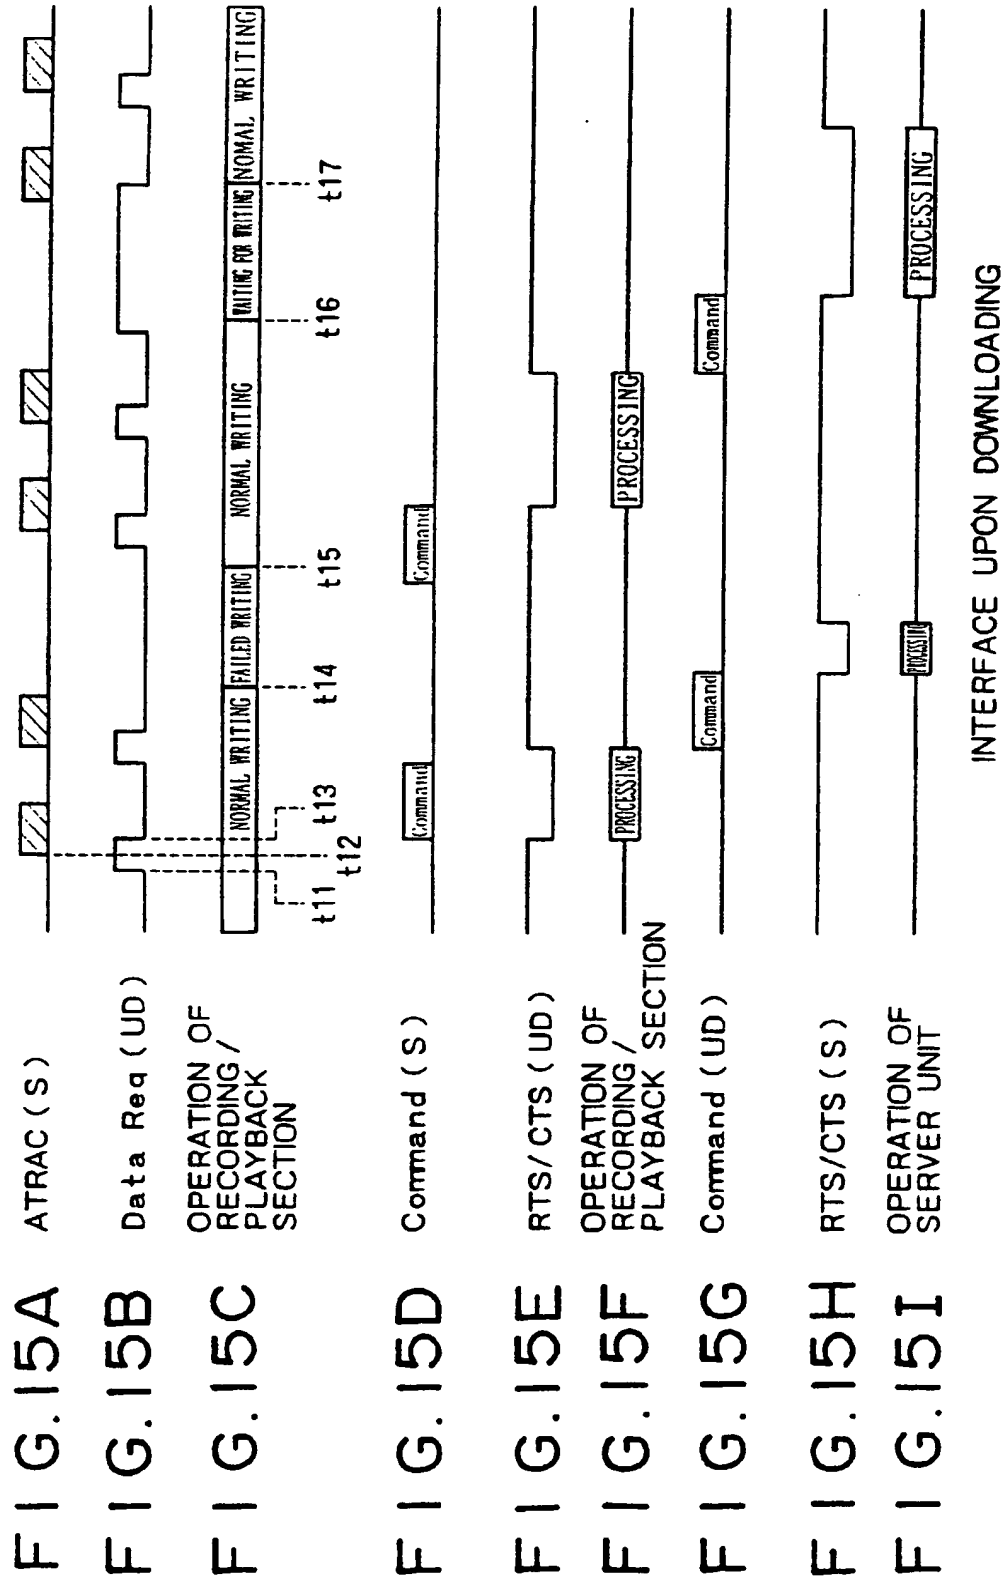 FIG.15A
ATRAC(S)
FIG.15B
Data Req(UD)
FIG.15C
OPERATION OF
RECORDING/
PLAYBACK
SECTION
NORMAL WRITING
FAILED WRITING
NORMAL WRITING
WAITING FOR WRITING
NOMAL WRITING
t11
t12
t13
t14
t15
t16
t17
FIG.15D
Command(S)
Command
Command
FIG.15E
RTS/CTS(UD)
FIG.15F
OPERATION OF
RECORDING/
PLAYBACK SECTION
PROCESSING
PROCESSING
FIG.15G
Command(UD)
Command
Command
FIG.15H
RTS/CTS(S)
FIG.15I
OPERATION OF
SERVER UNIT
PROCESSING
PROCESSING
INTERFACE UPON DOWNLOADING